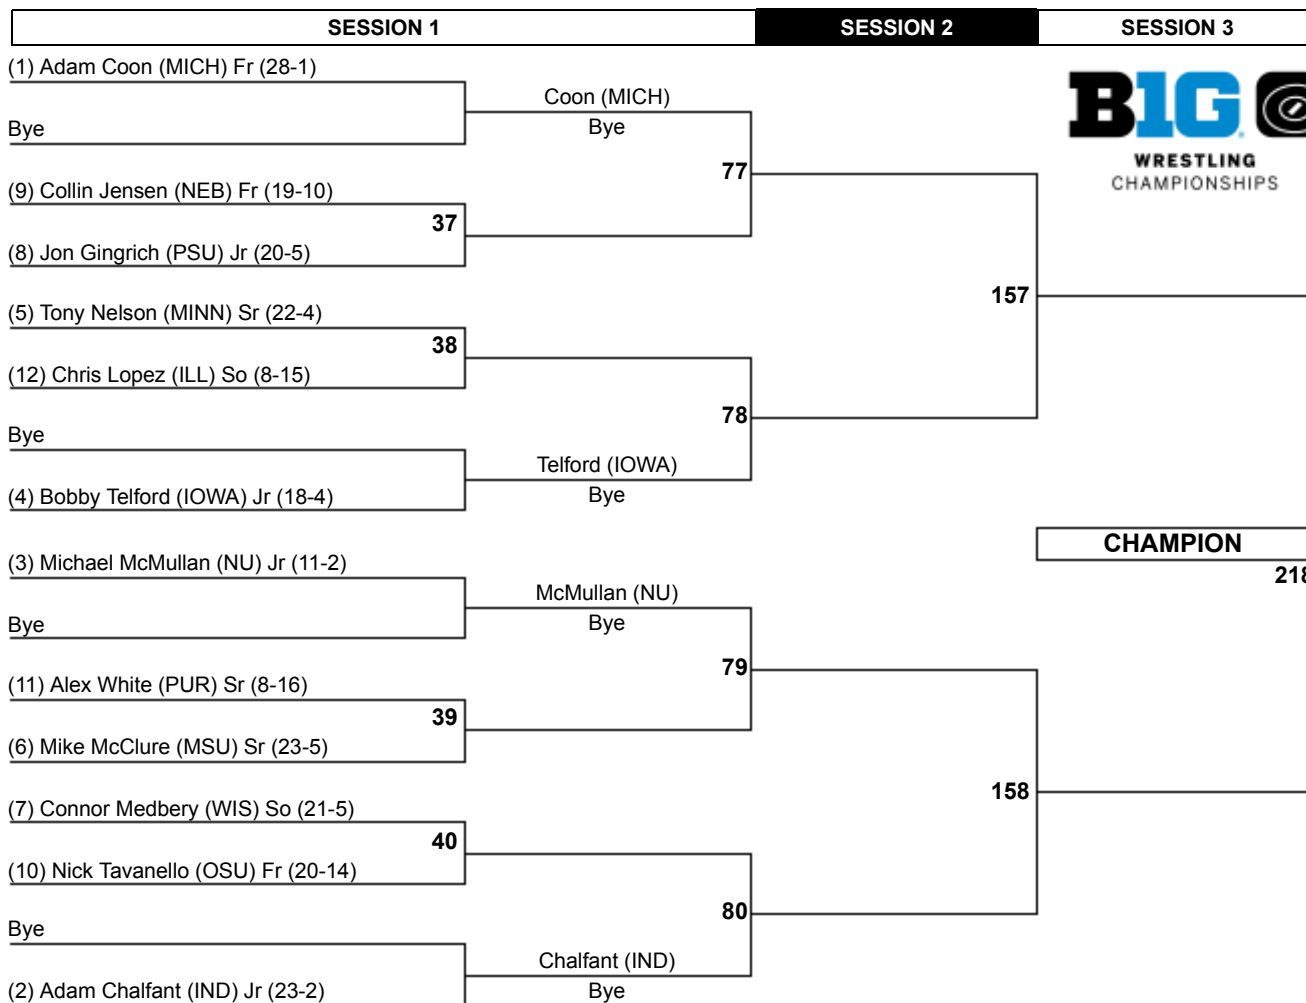 SESSION 1 SESSION 2 SESSION 3
(1) Adam Coon (MICH) Fr (28-1)
Coon (MICH)
Bye
Bye
B1G
WRESTLING
CHAMPIONSHIPS
77
(9) Collin Jensen (NEB) Fr (19-10)
37
(8) Jon Gingrich (PSU) Jr (20-5)
157
(5) Tony Nelson (MINN) Sr (22-4)
38
(12) Chris Lopez (ILL) So (8-15)
78
Bye
Telford (IOWA)
Bye
(4) Bobby Telford (IOWA) Jr (18-4)
CHAMPION
218
(3) Michael McMullan (NU) Jr (11-2)
McMullan (NU)
Bye
Bye
79
(11) Alex White (PUR) Sr (8-16)
39
(6) Mike McClure (MSU) Sr (23-5)
158
(7) Connor Medbery (WIS) So (21-5)
40
(10) Nick Tavanello (OSU) Fr (20-14)
80
Bye
Chalfant (IND)
Bye
(2) Adam Chalfant (IND) Jr (23-2)